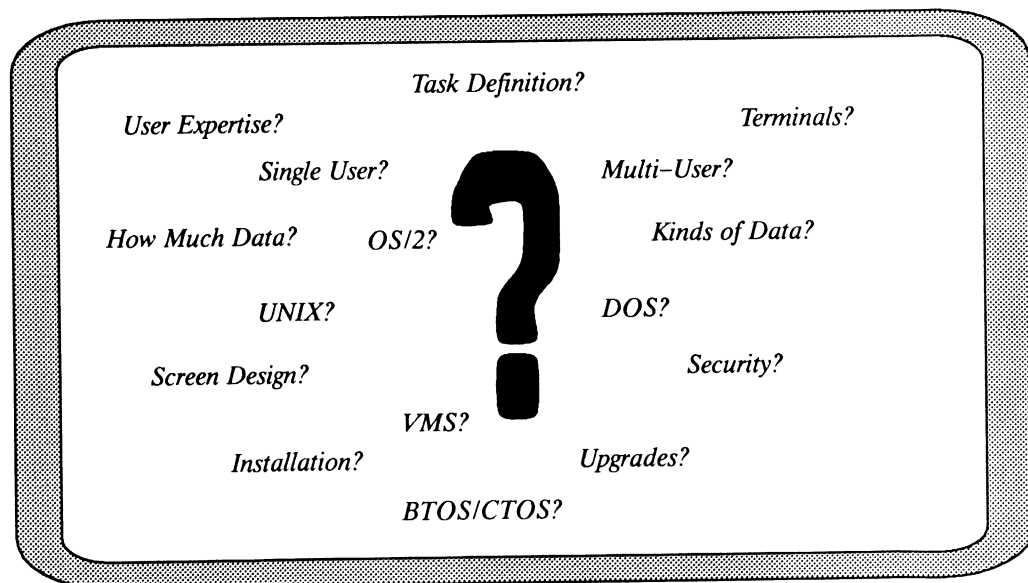 Task Definition?
User Expertise?
Terminals?
Single User?
Multi-User?
How Much Data?
OS/2?
Kinds of Data?
UNIX?
DOS?
Screen Design?
Security?
VMS?
Installation?
Upgrades?
BTOS/CTOS?
?